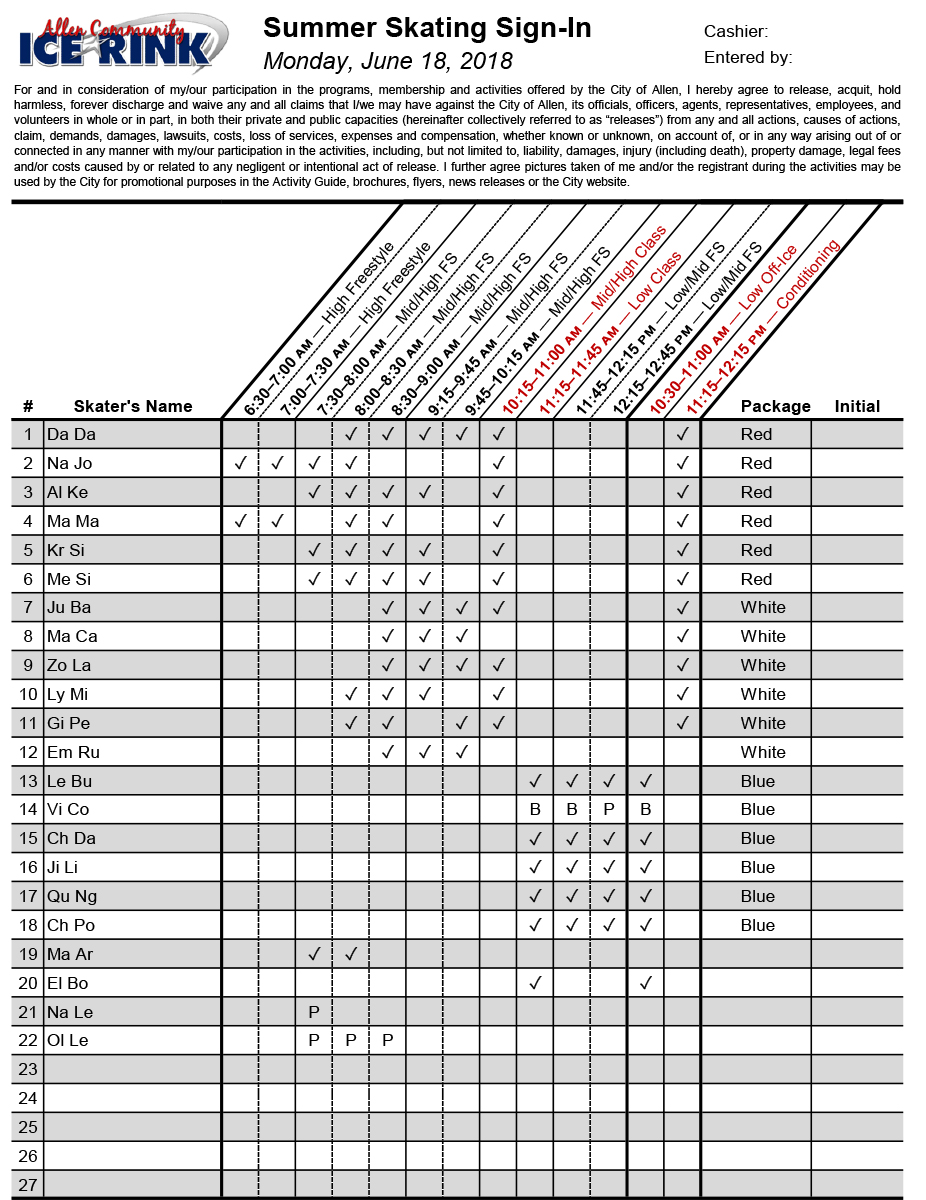 Allen Community
ICE RINK
Summer Skating Sign-In
Monday, June 18, 2018
Cashier:
Entered by:
For and in consideration of my/our participation in the programs, membership and activities offered by the City of Allen, I hereby agree to release, acquit, hold
harmless, forever discharge and waive any and all claims that I/we may have against the City of Allen, its officials, officers, agents, representatives, employees, and
volunteers in whole or in part, in both their private and public capacities (hereinafter collectively referred to as “releases”) from any and all actions, causes of actions,
claim, demands, damages, lawsuits, costs, loss of services, expenses and compensation, whether known or unknown, on account of, or in any way arising out of or
connected in any manner with my/our participation in the activities, including, but not limited to, liability, damages, injury (including death), property damage, legal fees
and/or costs caused by or related to any negligent or intentional act of release. I further agree pictures taken of me and/or the registrant during the activities may be
used by the City for promotional purposes in the Activity Guide, brochures, flyers, news releases or the City website.
6:30–7:00 AM — High Freestyle
7:00–7:30 AM — High Freestyle
7:30–8:00 AM — Mid/High FS
8:00–8:30 AM — Mid/High FS
8:30–9:00 AM — Mid/High FS
9:15–9:45 AM — Mid/High FS
9:45–10:15 AM — Mid/High FS
10:15–11:00 AM — Mid/High Class
11:15–11:45 AM — Low Class
11:45–12:15 PM — Low/Mid FS
12:15–12:45 PM — Low/Mid FS
10:30–11:00 AM — Low Off-Ice
11:15–12:15 PM — Conditioning
# Skater's Name Package Initial
1 Da Da ✓ ✓ ✓ ✓ ✓ ✓ Red
2 Na Jo ✓ ✓ ✓ ✓ ✓ ✓ Red
3 Al Ke ✓ ✓ ✓ ✓ ✓ ✓ Red
4 Ma Ma ✓ ✓ ✓ ✓ ✓ ✓ Red
5 Kr Si ✓ ✓ ✓ ✓ ✓ ✓ Red
6 Me Si ✓ ✓ ✓ ✓ ✓ ✓ Red
7 Ju Ba ✓ ✓ ✓ ✓ ✓ White
8 Ma Ca ✓ ✓ ✓ ✓ White
9 Zo La ✓ ✓ ✓ ✓ ✓ White
10 Ly Mi ✓ ✓ ✓ ✓ ✓ White
11 Gi Pe ✓ ✓ ✓ ✓ ✓ White
12 Em Ru ✓ ✓ ✓ White
13 Le Bu ✓ ✓ ✓ ✓ Blue
14 Vi Co B B P B Blue
15 Ch Da ✓ ✓ ✓ ✓ Blue
16 Ji Li ✓ ✓ ✓ ✓ Blue
17 Qu Ng ✓ ✓ ✓ ✓ Blue
18 Ch Po ✓ ✓ ✓ ✓ Blue
19 Ma Ar ✓ ✓
20 El Bo ✓ ✓
21 Na Le P
22 Ol Le P P P
23
24
25
26
27